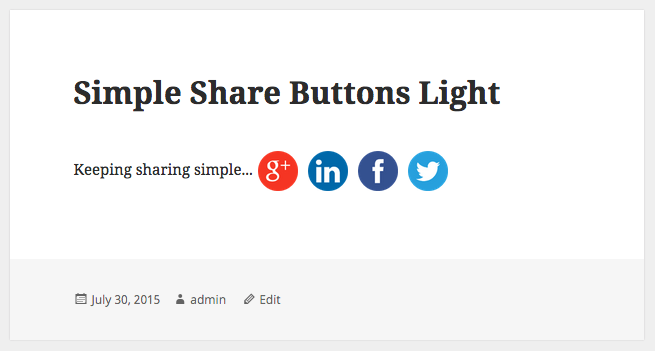 Simple Share Buttons Light
Keeping sharing simple... g+ in f
July 30, 2015 admin Edit